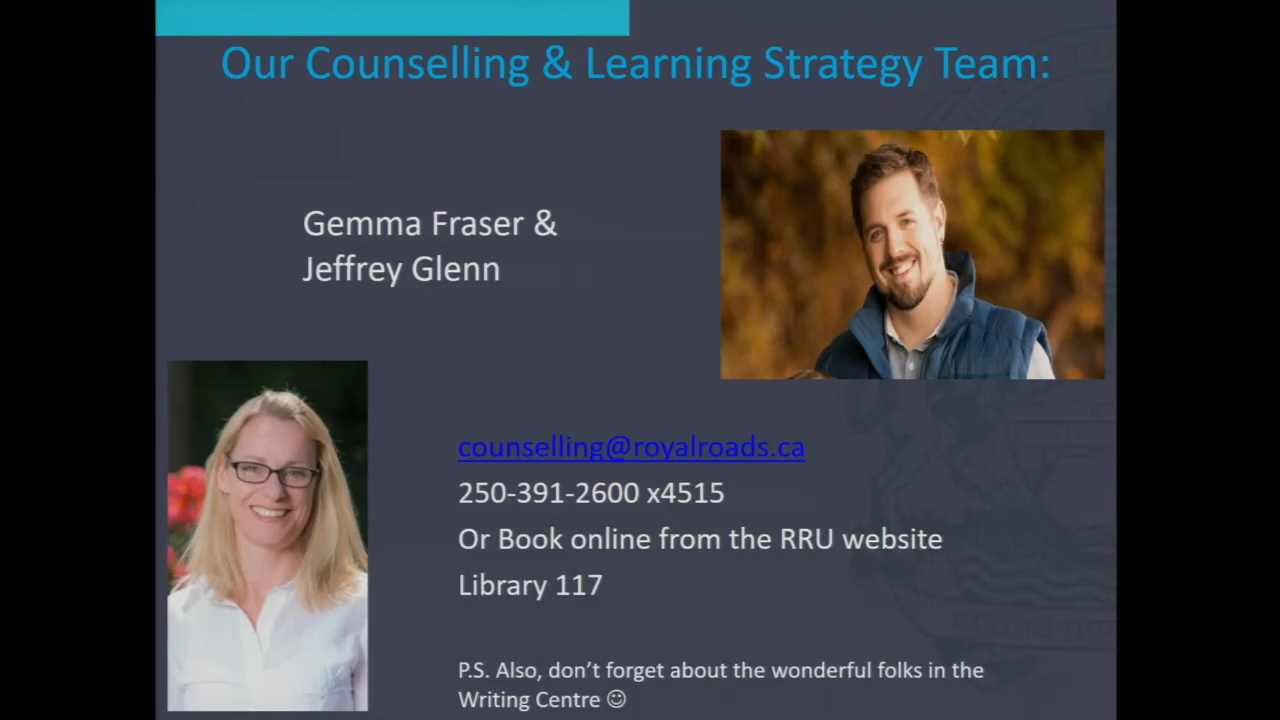 Our Counselling & Learning Strategy Team:
Gemma Fraser &
Jeffrey Glenn
counselling@royalroads.ca
250-391-2600 x4515
Or Book online from the RRU website
Library 117
P.S. Also, don’t forget about the wonderful folks in the
Writing Centre ☺